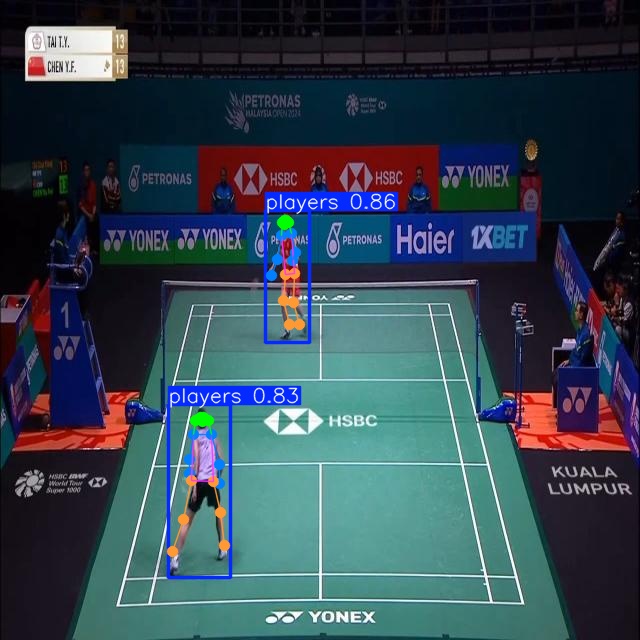 TAI T.Y. 13
CHEN Y.F. 13
PETRONAS
MALAYSIA OPEN 2024
PETRONAS
HSBC
HSBC
YONEX
players 0.86
YONEX
YONEX
PETRONAS
Haier
1XBET
YONEX
1
players 0.83
HSBC
HSBC BWF
World Tour
Super 1000
KUALA
LUMPUR
YONEX